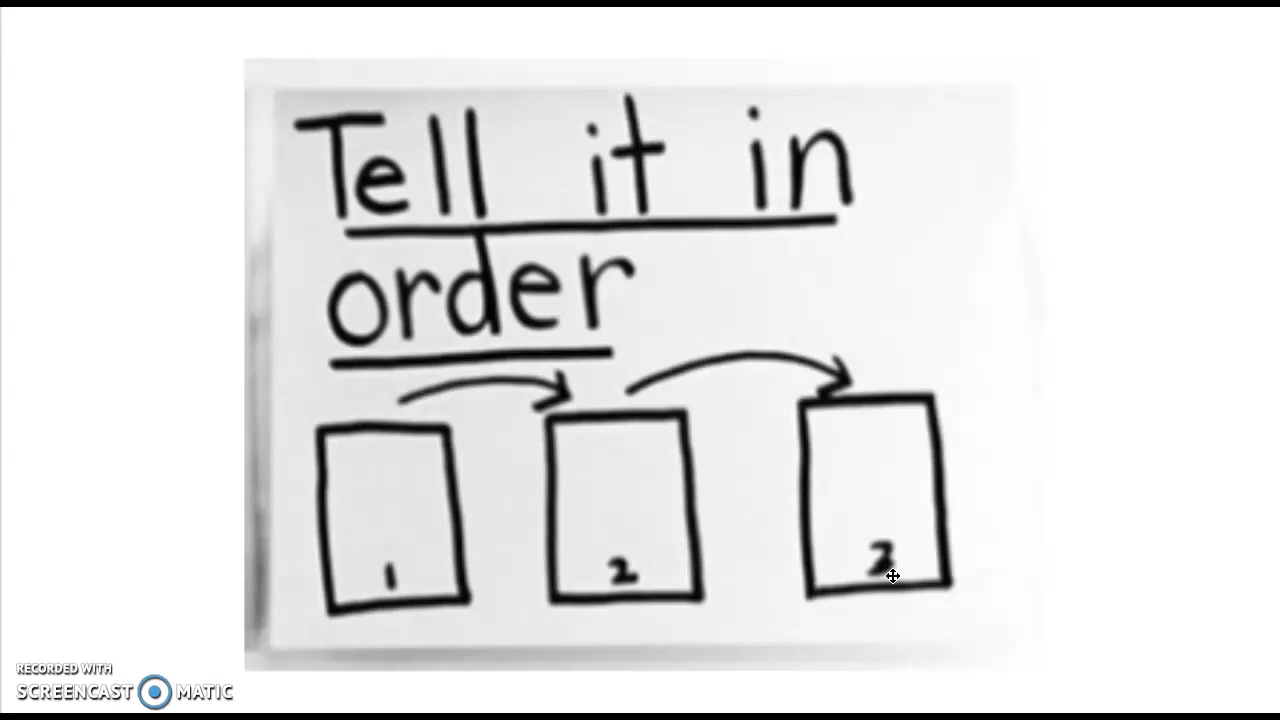 Tell it in
order
1 2 3
RECORDED WITH
SCREENCAST MATIC